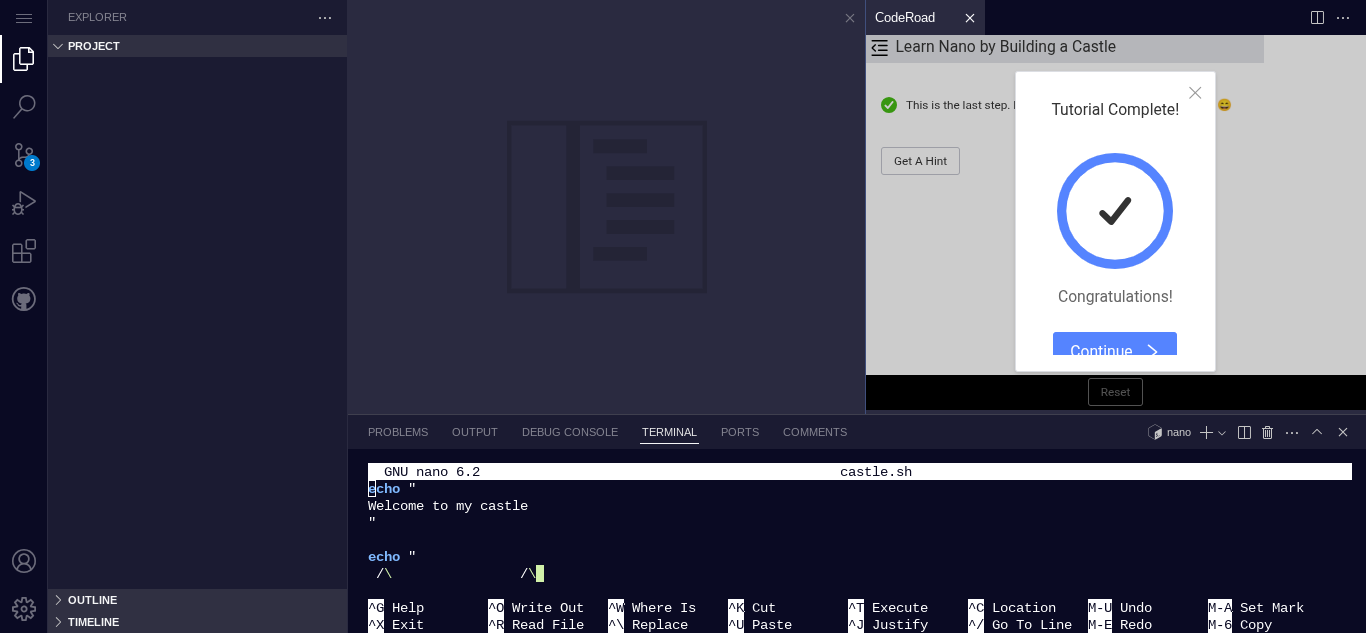 EXPLORER
PROJECT
3
OUTLINE
TIMELINE
CodeRoad
Learn Nano by Building a Castle
This is the last step.
Get A Hint
Tutorial Complete!
Congratulations!
Continue
Reset
PROBLEMS OUTPUT DEBUG CONSOLE TERMINAL PORTS COMMENTS
nano
GNU nano 6.2 castle.sh
echo "
Welcome to my castle
"
echo "
 /\                /\
^G Help ^O Write Out ^W Where Is ^K Cut ^T Execute ^C Location M-U Undo M-A Set Mark
^X Exit ^R Read File ^\ Replace ^U Paste ^J Justify ^/ Go To Line M-E Redo M-6 Copy